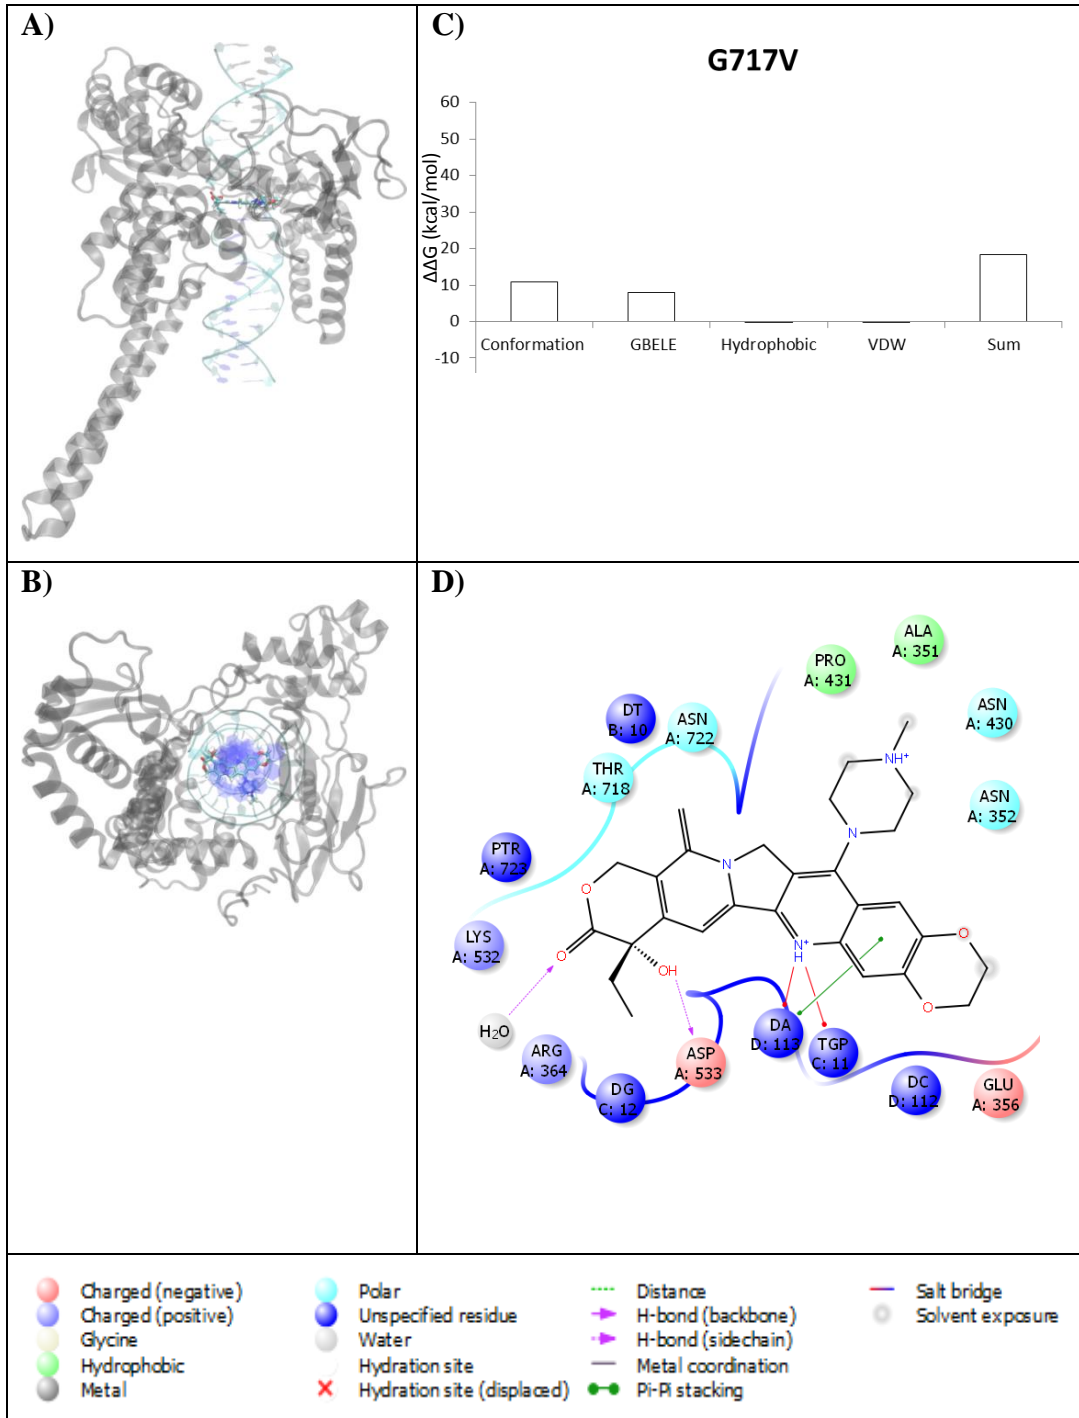 A)
C)
G717V
ΔΔG (kcal/mol)
60
50
40
30
20
10
0
-10
Conformation GBELE Hydrophobic VDW Sum
B)
D)
ALA
A: 351
PRO
A: 431
ASN
A: 430
DT
B: 10
ASN
A: 722
THR
A: 718
NH+
ASN
A: 352
N
PTR
A: 723
N
O
LYS
A: 532
O
O
OH
N+
H
O
H2O
ARG
A: 364
ASP
A: 533
DA
D: 113
TGP
C: 11
DG
C: 12
DC
D: 112
GLU
A: 356
Charged (negative)
Charged (positive)
Glycine
Hydrophobic
Metal
Polar
Unspecified residue
Water
Hydration site
Hydration site (displaced)
Distance
H-bond (backbone)
H-bond (sidechain)
Metal coordination
Pi-Pi stacking
Salt bridge
Solvent exposure